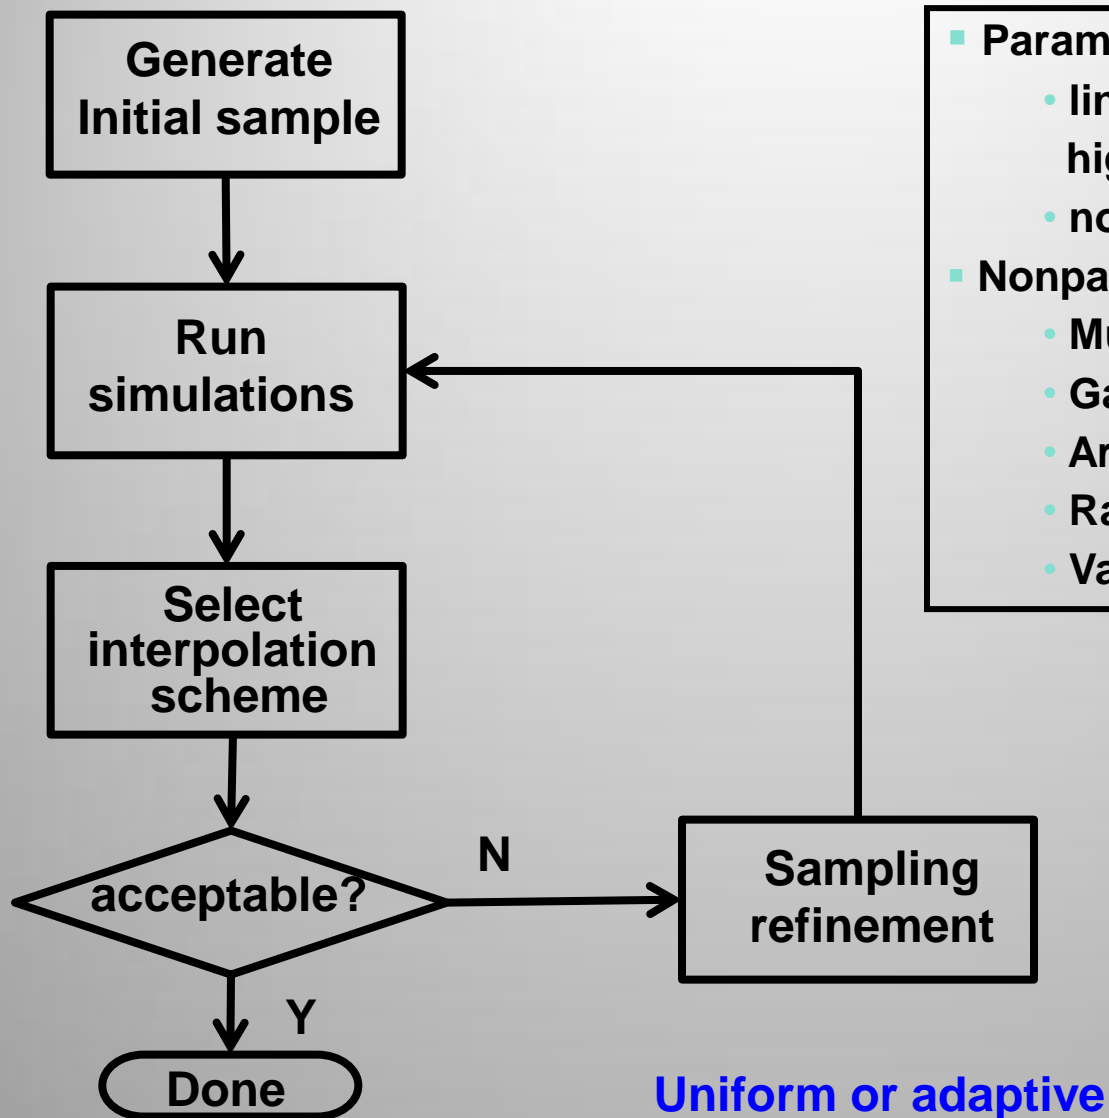 Generate
Initial sample
Run
simulations
Select
interpolation
scheme
acceptable?
N
Y
Done
Sampling
refinement
Uniform or adaptive